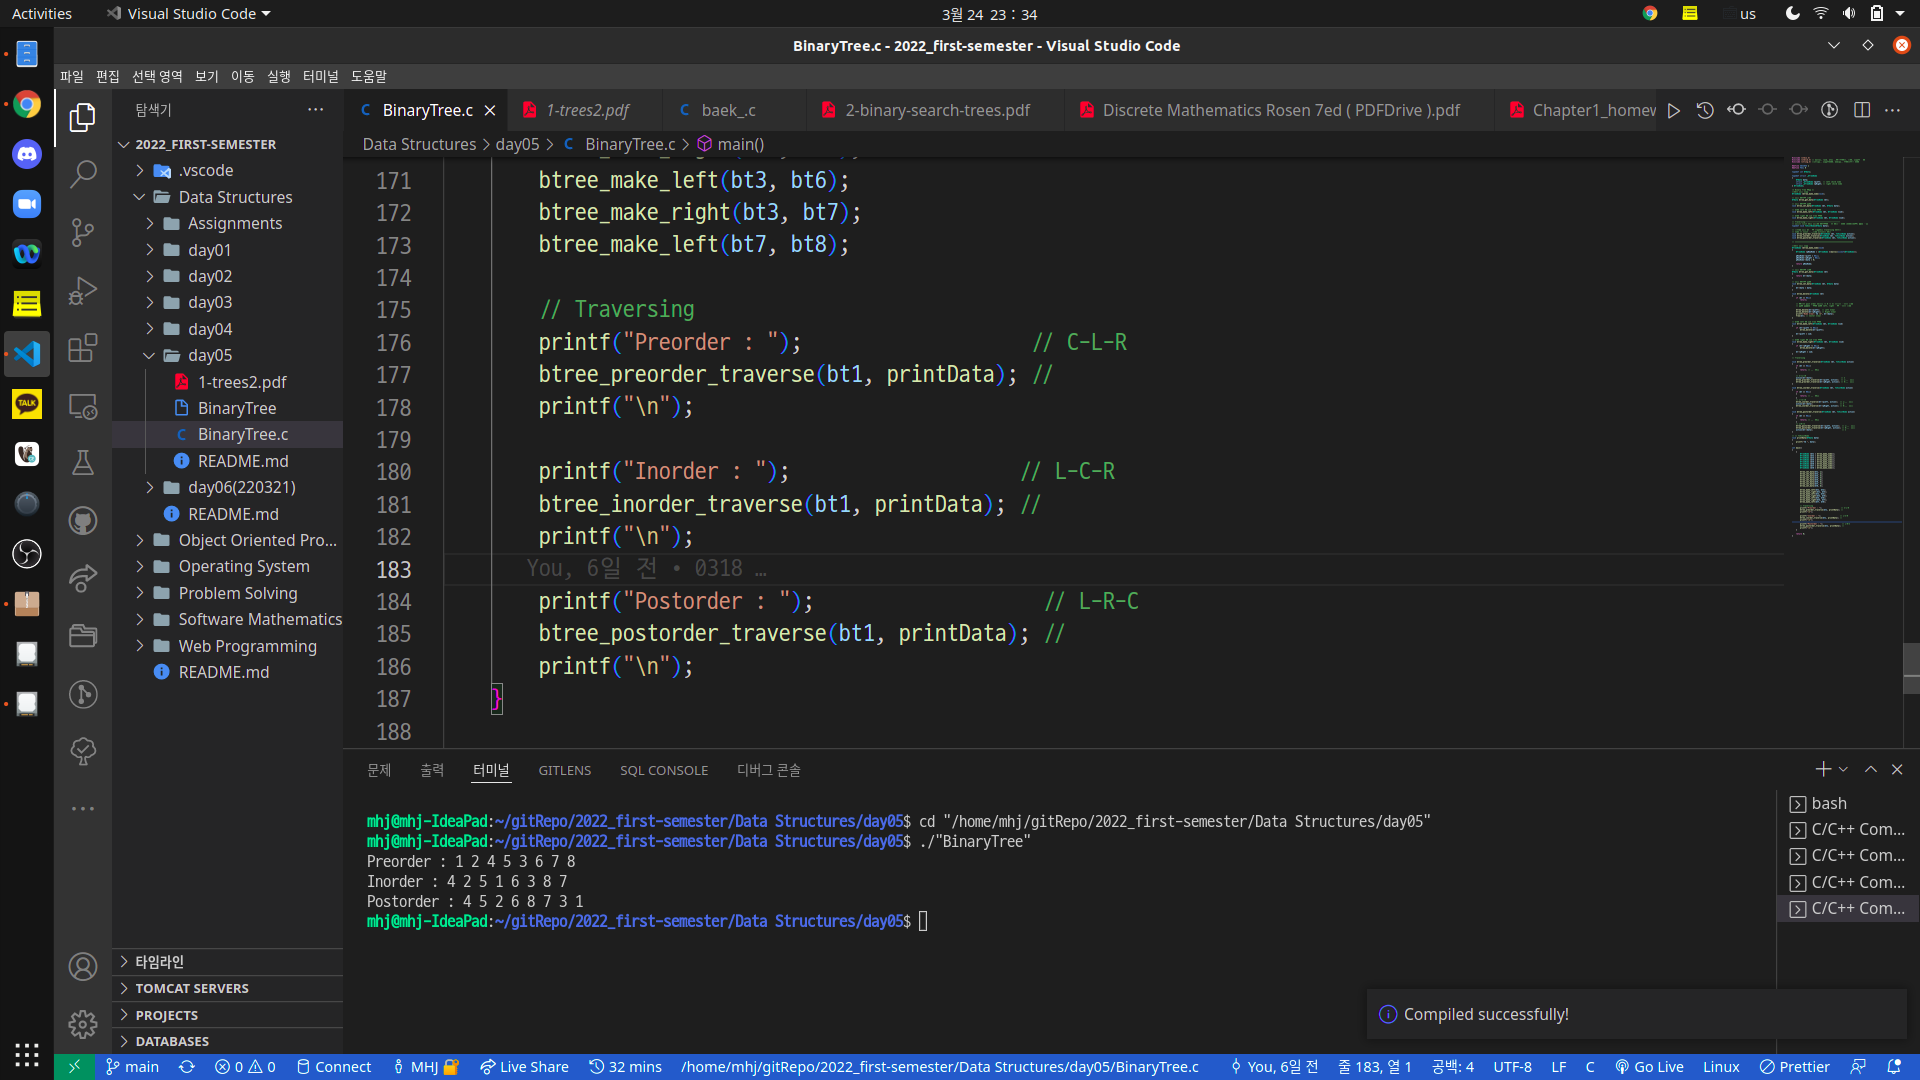 Activities
Visual Studio Code
3월 24 23 : 34
us
BinaryTree.c - 2022_first-semester - Visual Studio Code
파일 편집 선택 영역 보기 이동 실행 터미널 도움말
탐색기
2022_FIRST-SEMESTER
.vscode
Data Structures
Assignments
day01
day02
day03
day04
day05
1-trees2.pdf
BinaryTree
BinaryTree.c
README.md
day06(220321)
README.md
Object Oriented Pro...
Operating System
Problem Solving
Software Mathematics
Web Programming
README.md
타임라인
TOMCAT SERVERS
PROJECTS
DATABASES
BinaryTree.c
1-trees2.pdf
baek_.c
2-binary-search-trees.pdf
Discrete Mathematics Rosen 7ed ( PDFDrive ).pdf
Chapter1_homew
Data Structures > day05 > C BinaryTree.c > main()
171 btree_make_left(bt3, bt6);
172 btree_make_right(bt3, bt7);
173 btree_make_left(bt7, bt8);
174
175 // Traversing
176 printf("Preorder : "); // C-L-R
177 btree_preorder_traverse(bt1, printData); //
178 printf("\n");
179
180 printf("Inorder : "); // L-C-R
181 btree_inorder_traverse(bt1, printData); //
182 printf("\n");
183 You, 6일 전 • 0318 …
184 printf("Postorder : "); // L-R-C
185 btree_postorder_traverse(bt1, printData); //
186 printf("\n");
187 }
188
문제 출력 터미널 GITLENS SQL CONSOLE 디버그 콘솔
mhj@mhj-IdeaPad:~/gitRepo/2022_first-semester/Data Structures/day05$ cd "/home/mhj/gitRepo/2022_first-semester/Data Structures/day05"
mhj@mhj-IdeaPad:~/gitRepo/2022_first-semester/Data Structures/day05$ ./"BinaryTree"
Preorder : 1 2 4 5 3 6 7 8
Inorder : 4 2 5 1 6 3 8 7
Postorder : 4 5 2 6 8 7 3 1
mhj@mhj-IdeaPad:~/gitRepo/2022_first-semester/Data Structures/day05$
bash
C/C++ Com...
C/C++ Com...
C/C++ Com...
C/C++ Com...
Compiled successfully!
main
0 0
Connect
MHJ
Live Share
32 mins
/home/mhj/gitRepo/2022_first-semester/Data Structures/day05/BinaryTree.c
You, 6일 전
줄 183, 열 1
공백: 4
UTF-8
LF
C
Go Live
Linux
Prettier
TALK